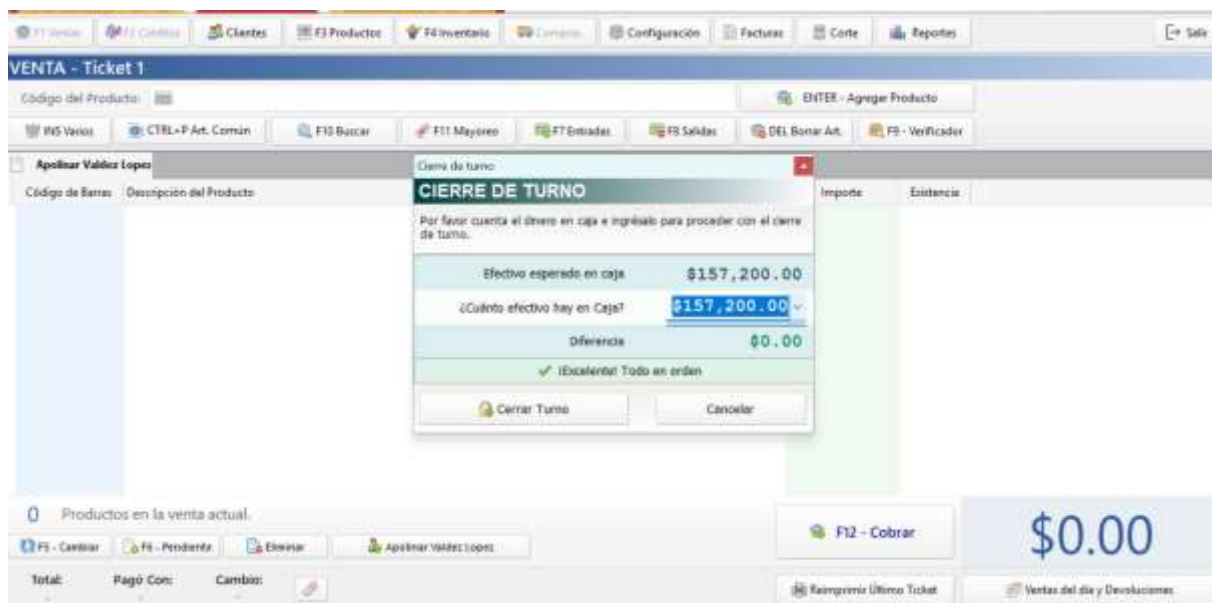 F1 Ventas F2 Créditos Clientes F3 Productos F4 Inventario Compras Configuración Facturas Corte Reportes Salir
VENTA - Ticket 1
Código del Producto: ENTER - Agregar Producto
INS Varios CTRL+P Art. Común F10 Buscar F11 Mayoreo F7 Entradas F8 Salidas DEL Borrar Art. F9 - Verificador
Apolinar Valdez Lopez
Código de Barras Descripción del Producto Importe Existencia
Cierre de turno
CIERRE DE TURNO
Por favor cuenta el dinero en caja e ingrésalo para proceder con el cierre
de turno.
Efectivo esperado en caja $157,200.00
¿Cuánto efectivo hay en Caja? $157,200.00
Diferencia $0.00
¡Excelente! Todo en orden
Cerrar Turno Cancelar
0 Productos en la venta actual.
F5 - Cambiar F6 - Pendiente Eliminar Apolinar Valdez Lopez
F12 - Cobrar $0.00
Total: Pagó Con: Cambio:
Reimprimir Último Ticket Ventas del día y Devoluciones